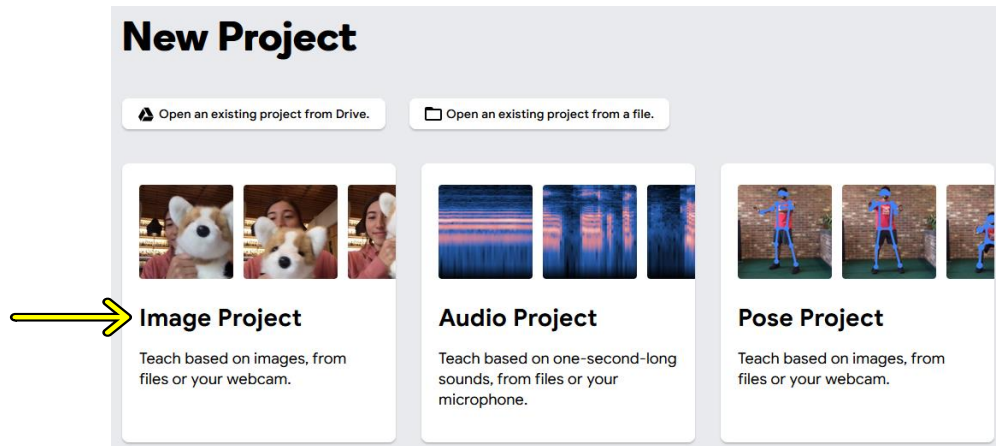 New Project
Open an existing project from Drive.
Open an existing project from a file.
Image Project
Teach based on images, from
files or your webcam.
Audio Project
Teach based on one-second-long
sounds, from files or your
microphone.
Pose Project
Teach based on images, from
files or your webcam.